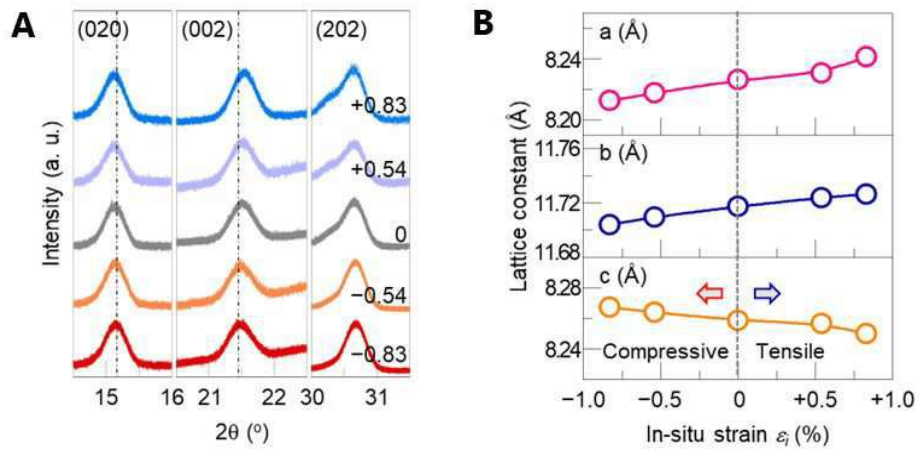 A
(020)
(002)
(202)
+0.83
+0.54
0
−0.54
−0.83
Intensity (a. u.)
15
16
21
22
30
31
2θ (°)
B
a (Å)
8.24
8.20
b (Å)
11.76
11.72
11.68
c (Å)
8.28
8.24
Compressive
Tensile
Lattice constant (Å)
−1.0
−0.5
0
+0.5
+1.0
In-situ strain εi (%)